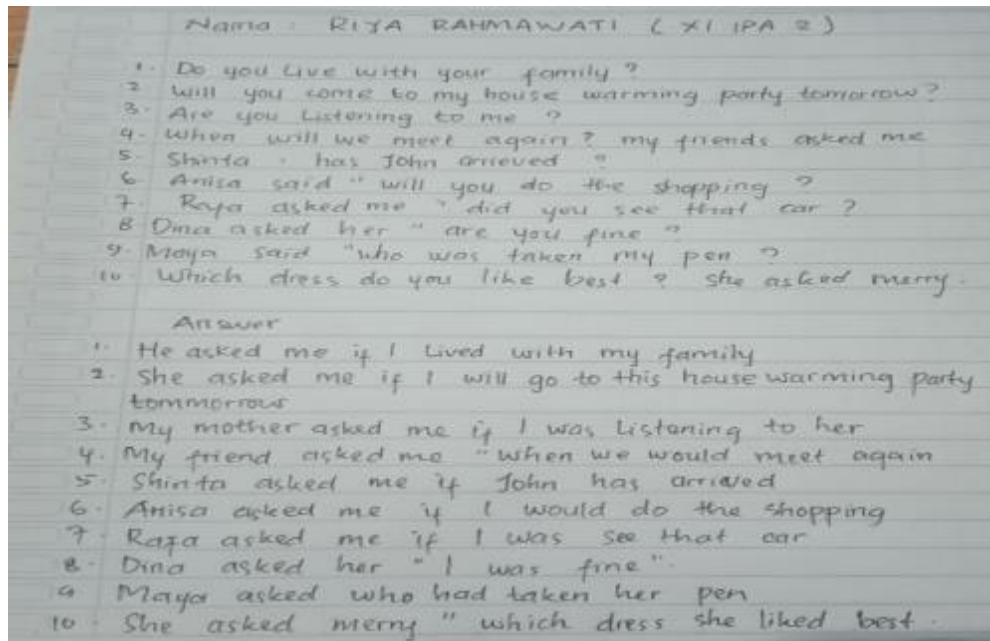 Nama : RIYA RAHMAWATI ( XI IPA 2 )
1. Do you Live with your family ?
2 Will you come to my house warming party tomorrow?
3. Are you Listening to me ?
4. When will we meet again ? my friends asked me
5. Shinta . has John arrieved "
6 Anisa said " will you do the shopping ?
7. Raya asked me " did you see that car ?
8 Dina asked her " are you fine "
9. Maya said "who was taken my pen ?
10 Which dress do you like best ? She asked merry.
Answer
1. He asked me if I Lived with my family
2. She asked me if I will go to this house warming party
tommorrow
3. My mother asked me if I was Listening to her
4. My friend asked me "when we would meet again
5. Shinta asked me if John has arrived
6. Anisa asked me if I would do the shopping
7. Raza asked me if I was see that car
8. Dina asked her " I was fine ".
9 Maya asked who had taken her pen
10 She asked merry " which dress she liked best .